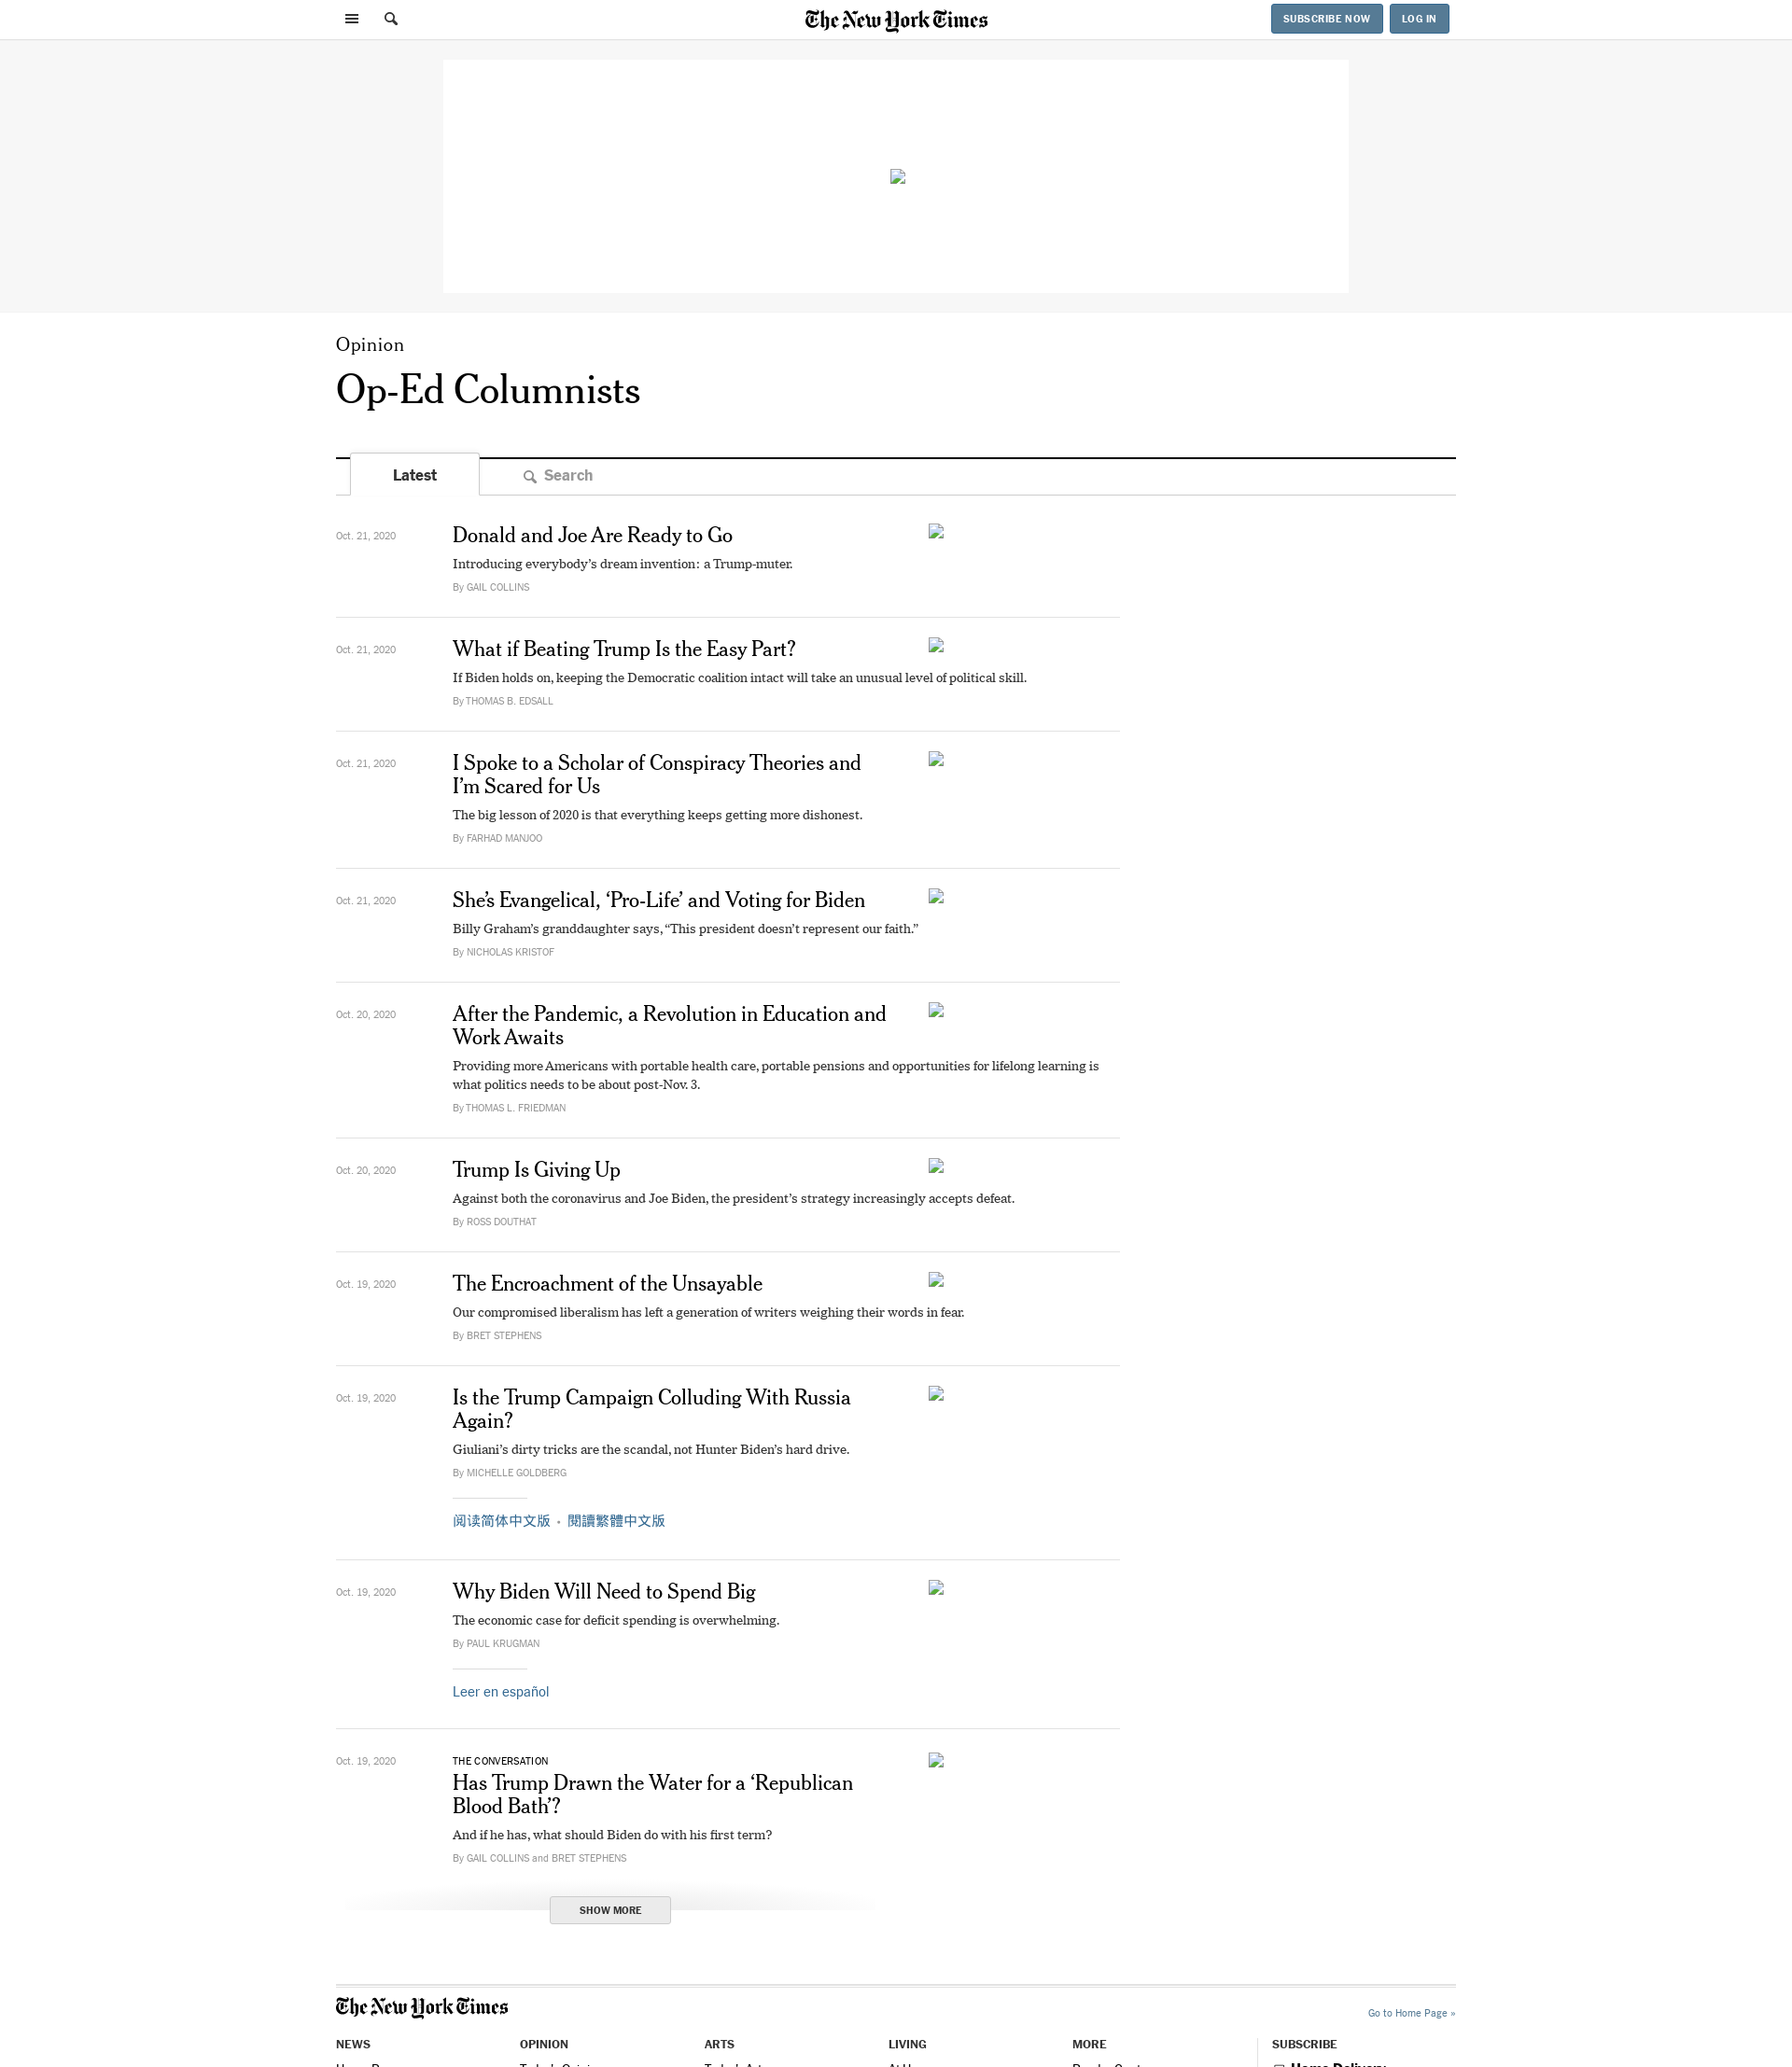 The New York Times
SUBSCRIBE NOW
LOG IN
Opinion
Op-Ed Columnists
Latest
Search
Oct. 21, 2020
Donald and Joe Are Ready to Go
Introducing everybody’s dream invention: a Trump-muter.
By GAIL COLLINS
Oct. 21, 2020
What if Beating Trump Is the Easy Part?
If Biden holds on, keeping the Democratic coalition intact will take an unusual level of political skill.
By THOMAS B. EDSALL
Oct. 21, 2020
I Spoke to a Scholar of Conspiracy Theories and
I’m Scared for Us
The big lesson of 2020 is that everything keeps getting more dishonest.
By FARHAD MANJOO
Oct. 21, 2020
She’s Evangelical, ‘Pro-Life’ and Voting for Biden
Billy Graham’s granddaughter says, “This president doesn’t represent our faith.”
By NICHOLAS KRISTOF
Oct. 20, 2020
After the Pandemic, a Revolution in Education and
Work Awaits
Providing more Americans with portable health care, portable pensions and opportunities for lifelong learning is
what politics needs to be about post-Nov. 3.
By THOMAS L. FRIEDMAN
Oct. 20, 2020
Trump Is Giving Up
Against both the coronavirus and Joe Biden, the president’s strategy increasingly accepts defeat.
By ROSS DOUTHAT
Oct. 19, 2020
The Encroachment of the Unsayable
Our compromised liberalism has left a generation of writers weighing their words in fear.
By BRET STEPHENS
Oct. 19, 2020
Is the Trump Campaign Colluding With Russia
Again?
Giuliani’s dirty tricks are the scandal, not Hunter Biden’s hard drive.
By MICHELLE GOLDBERG
阅读简体中文版 • 閱讀繁體中文版
Oct. 19, 2020
Why Biden Will Need to Spend Big
The economic case for deficit spending is overwhelming.
By PAUL KRUGMAN
Leer en español
Oct. 19, 2020
THE CONVERSATION
Has Trump Drawn the Water for a ‘Republican
Blood Bath’?
And if he has, what should Biden do with his first term?
By GAIL COLLINS and BRET STEPHENS
SHOW MORE
The New York Times
Go to Home Page »
NEWS
OPINION
ARTS
LIVING
MORE
SUBSCRIBE
Home Delivery